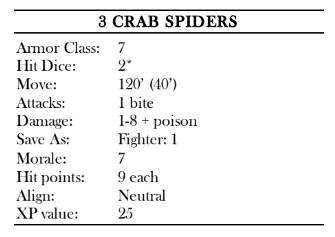 3 CRAB SPIDERS
Armor Class: 7
Hit Dice: 2*
Move: 120’ (40’)
Attacks: 1 bite
Damage: 1-8 + poison
Save As: Fighter: 1
Morale: 7
Hit points: 9 each
Align: Neutral
XP value: 25